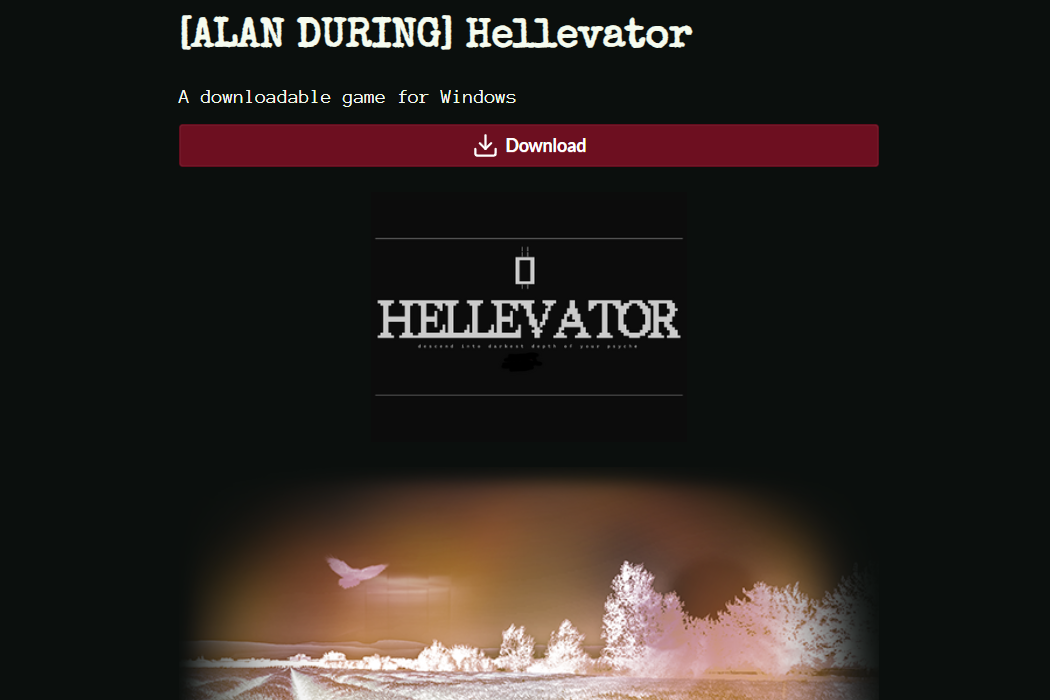 [ALAN DURING] Hellevator
A downloadable game for Windows
Download
HELLEVATOR
descend into darkest depth of your psyche